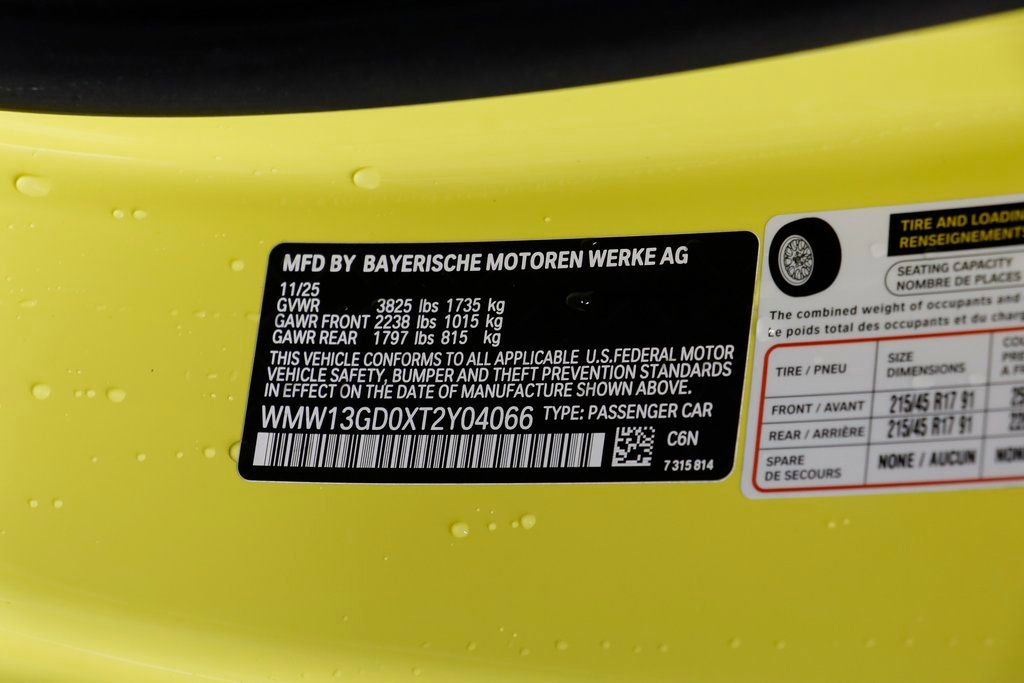 MFD BY BAYERISCHE MOTOREN WERKE AG
11/25
GVWR 3825 lbs 1735 kg
GAWR FRONT 2238 lbs 1015 kg
GAWR REAR 1797 lbs 815 kg
THIS VEHICLE CONFORMS TO ALL APPLICABLE U.S.FEDERAL MOTOR
VEHICLE SAFETY, BUMPER AND THEFT PREVENTION STANDARDS
IN EFFECT ON THE DATE OF MANUFACTURE SHOWN ABOVE.
WMW13GD0XT2Y04066 TYPE: PASSENGER CAR
C6N
7 315 814
TIRE AND
RENSEIGNEMENTS
SEATING CAPACITY
NOMBRE DE PLACES
The combined weight of occupants and
Le poids total des occupants et du
TIRE / PNEU SIZE
DIMENSIONS
FRONT / AVANT 215/45 R17 91
REAR / ARRIÈRE 215/45 R17 91
SPARE
DE SECOURS NONE / AUCUN